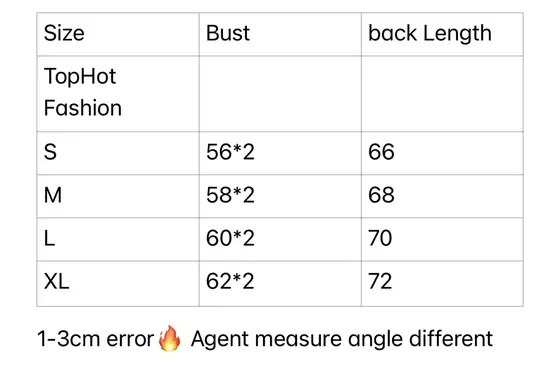 Size Bust back Length
TopHot
Fashion
S 56*2 66
M 58*2 68
L 60*2 70
XL 62*2 72
1-3cm error🔥 Agent measure angle different